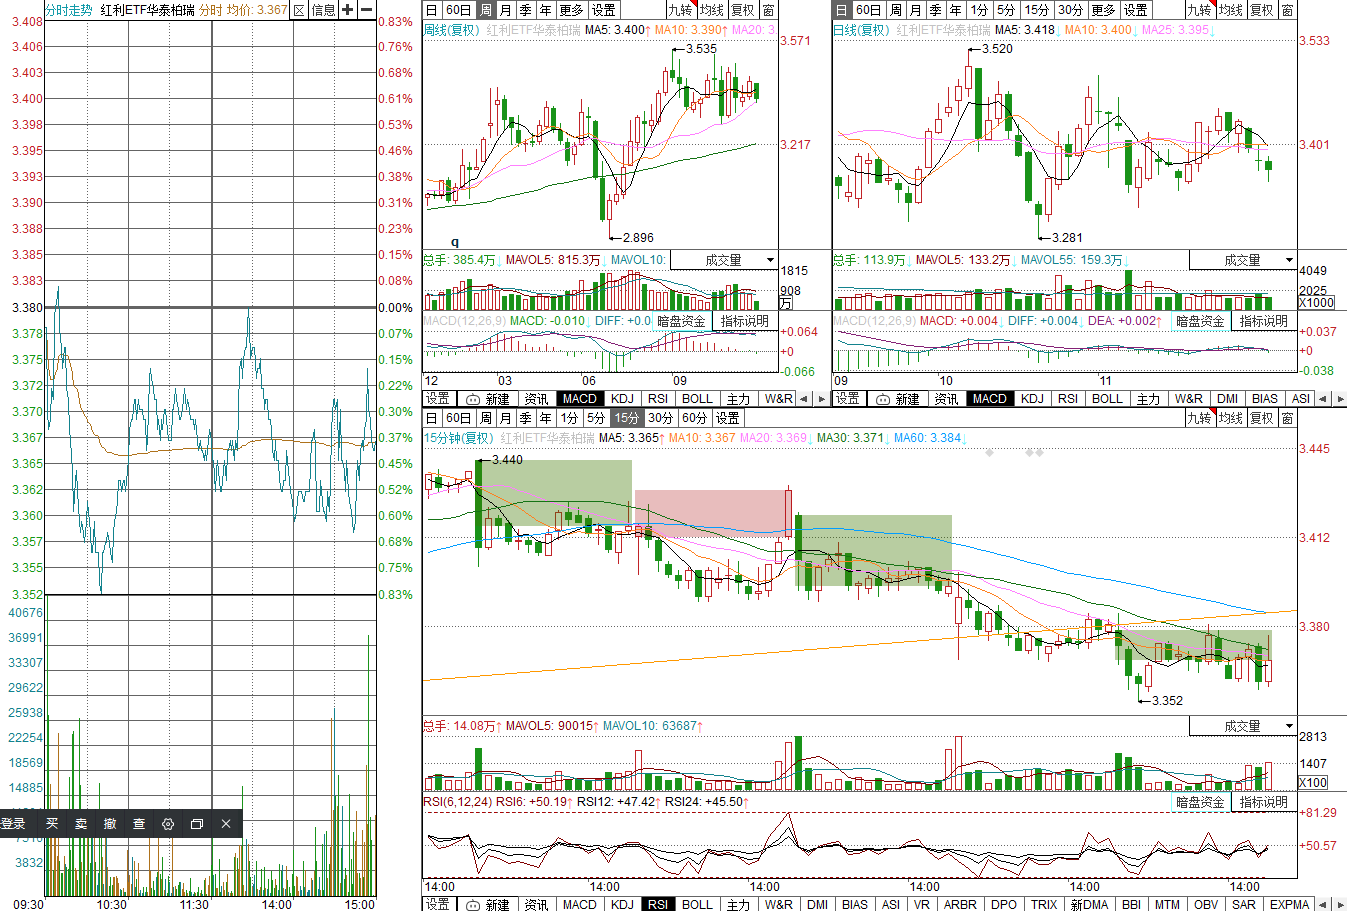 分时走势 红利ETF华泰柏瑞 分时 均价: 3.367 区 信息
3.408 0.83%
3.406 0.76%
3.403 0.68%
3.400 0.61%
3.398 0.53%
3.395 0.46%
3.393 0.38%
3.390 0.31%
3.388 0.23%
3.385 0.15%
3.383 0.08%
3.380 0.00%
3.378 0.07%
3.375 0.15%
3.372 0.22%
3.370 0.30%
3.367 0.37%
3.365 0.45%
3.362 0.52%
3.360 0.60%
3.357 0.68%
3.355 0.75%
3.352 0.83%
40676
36991
33307
29622
25938
22254
18569
14885
登录 买 卖 撤 查
3832
09:30 10:30 11:30 14:00 15:00
日 60日 周 月 季 年 更多 设置 九转 均线 复权 窗
周线(复权) 红利ETF华泰柏瑞 MA5: 3.400↑ MA10: 3.390↑ MA20: 3.
3.571
3.535
3.217
2.896
q
总手: 385.4万↓ MAVOL5: 815.3万↓ MAVOL10: 成交量
1815
908
万
MACD(12,26,9) MACD: -0.010↓ DIFF: +0.0 暗盘资金 指标说明
+0.064
+0
-0.066
12 03 06 09
设置 新建 资讯 MACD KDJ RSI BOLL 主力 W&R
日 60日 周 月 季 年 1分 5分 15分 30分 更多 设置 九转 均线 复权 窗
日线(复权) 红利ETF华泰柏瑞 MA5: 3.418↓ MA10: 3.400↓ MA25: 3.395↓
3.533
3.520
3.401
3.281
总手: 113.9万↓ MAVOL5: 133.2万↓ MAVOL55: 159.3万↓ 成交量
4049
2025
X1000
MACD(12,26,9) MACD: +0.004↓ DIFF: +0.004↓ DEA: +0.002↑ 暗盘资金 指标说明
+0.037
+0
-0.038
09 10 11
设置 新建 资讯 MACD KDJ RSI BOLL 主力 W&R DMI BIAS ASI
日 60日 周 月 季 年 1分 5分 15分 30分 60分 设置 九转 均线 复权 窗
15分钟(复权) 红利ETF华泰柏瑞 MA5: 3.365↑ MA10: 3.367 MA20: 3.369↓ MA30: 3.371↓ MA60: 3.384↓
3.445
3.440
3.412
3.380
3.352
总手: 14.08万↑ MAVOL5: 90015↑ MAVOL10: 63687↑ 成交量
2813
1407
X100
RSI(6,12,24) RSI6: +50.19↑ RSI12: +47.42↑ RSI24: +45.50↑ 暗盘资金 指标说明
+81.29
+50.57
14:00 14:00 14:00 14:00 14:00 14:00
设置 新建 资讯 MACD KDJ RSI BOLL 主力 W&R DMI BIAS ASI VR ARBR DPO TRIX 新DMA BBI MTM OBV SAR EXPMA